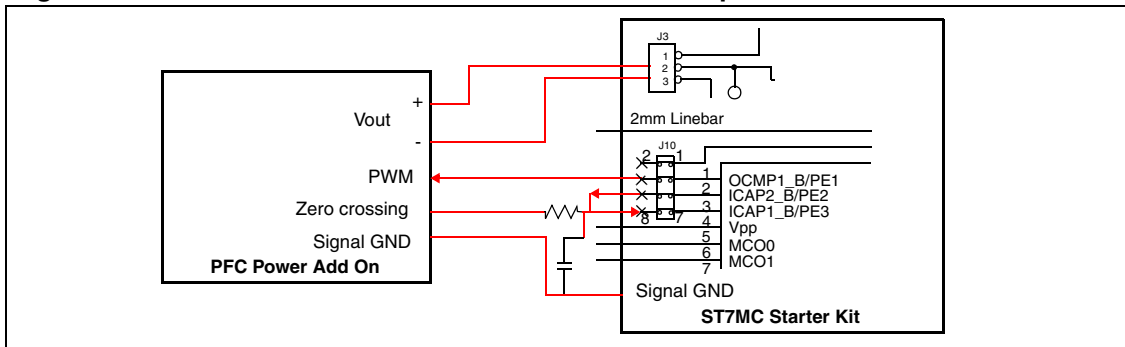 J3
1
2
3
+
Vout
-
2mm Linebar
J10
2 1
PWM
1 OCMP1_B/PE1
2 ICAP2_B/PE2
Zero crossing
8 7
3 ICAP1_B/PE3
4 Vpp
Signal GND
5 MCO0
6 MCO1
7
PFC Power Add On
Signal GND
ST7MC Starter Kit